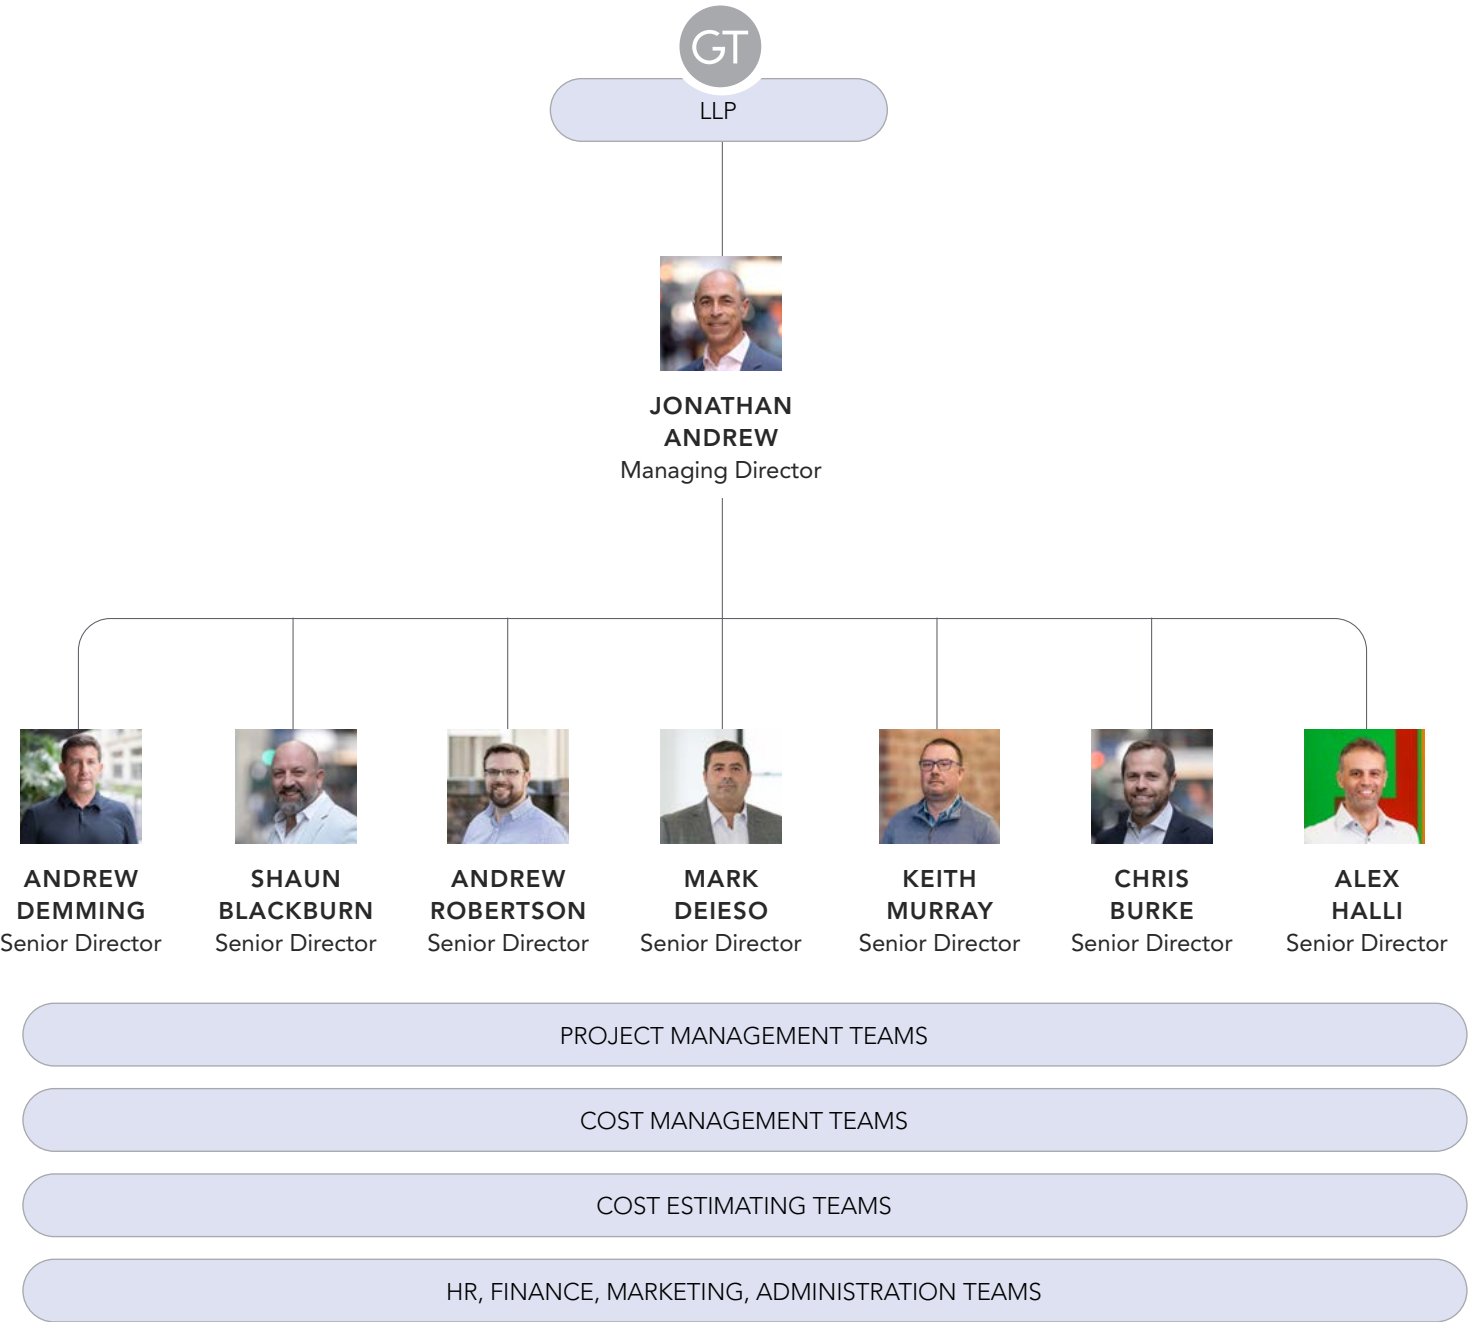 GT
LLP
JONATHAN
ANDREW
Managing Director
ANDREW
DEMMING
Senior Director
SHAUN
BLACKBURN
Senior Director
ANDREW
ROBERTSON
Senior Director
MARK
DEIESO
Senior Director
KEITH
MURRAY
Senior Director
CHRIS
BURKE
Senior Director
ALEX
HALLI
Senior Director
PROJECT MANAGEMENT TEAMS
COST MANAGEMENT TEAMS
COST ESTIMATING TEAMS
HR, FINANCE, MARKETING, ADMINISTRATION TEAMS